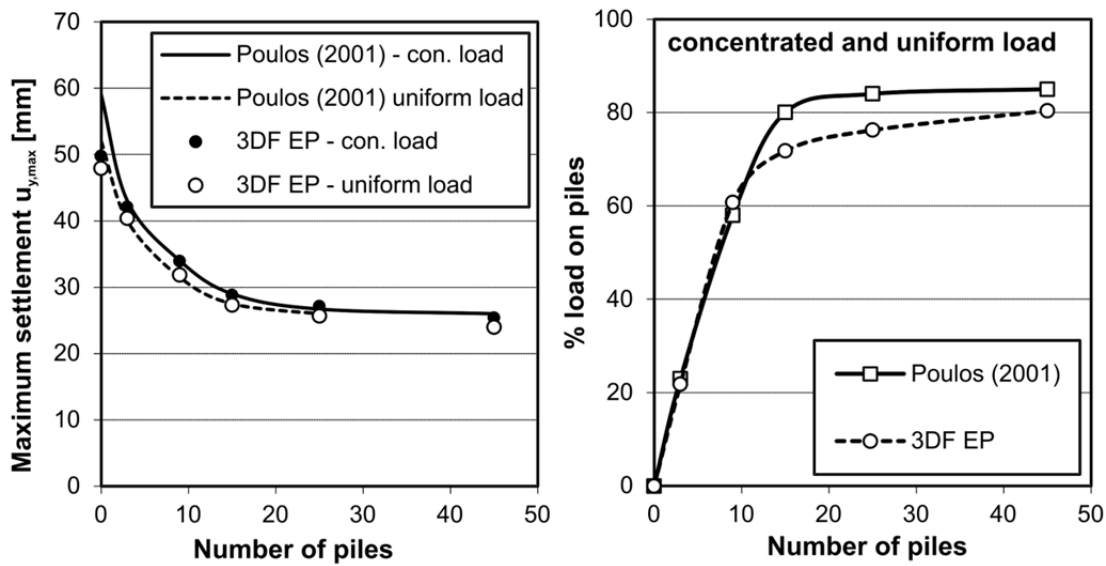 70
60
50
40
30
20
10
0
Maximum settlement u_y,max [mm]
Poulos (2001) - con. load
Poulos (2001) uniform load
3DF EP - con. load
3DF EP - uniform load
0 10 20 30 40 50
Number of piles
100
80
60
40
20
0
% load on piles
concentrated and uniform load
Poulos (2001)
3DF EP
0 10 20 30 40 50
Number of piles